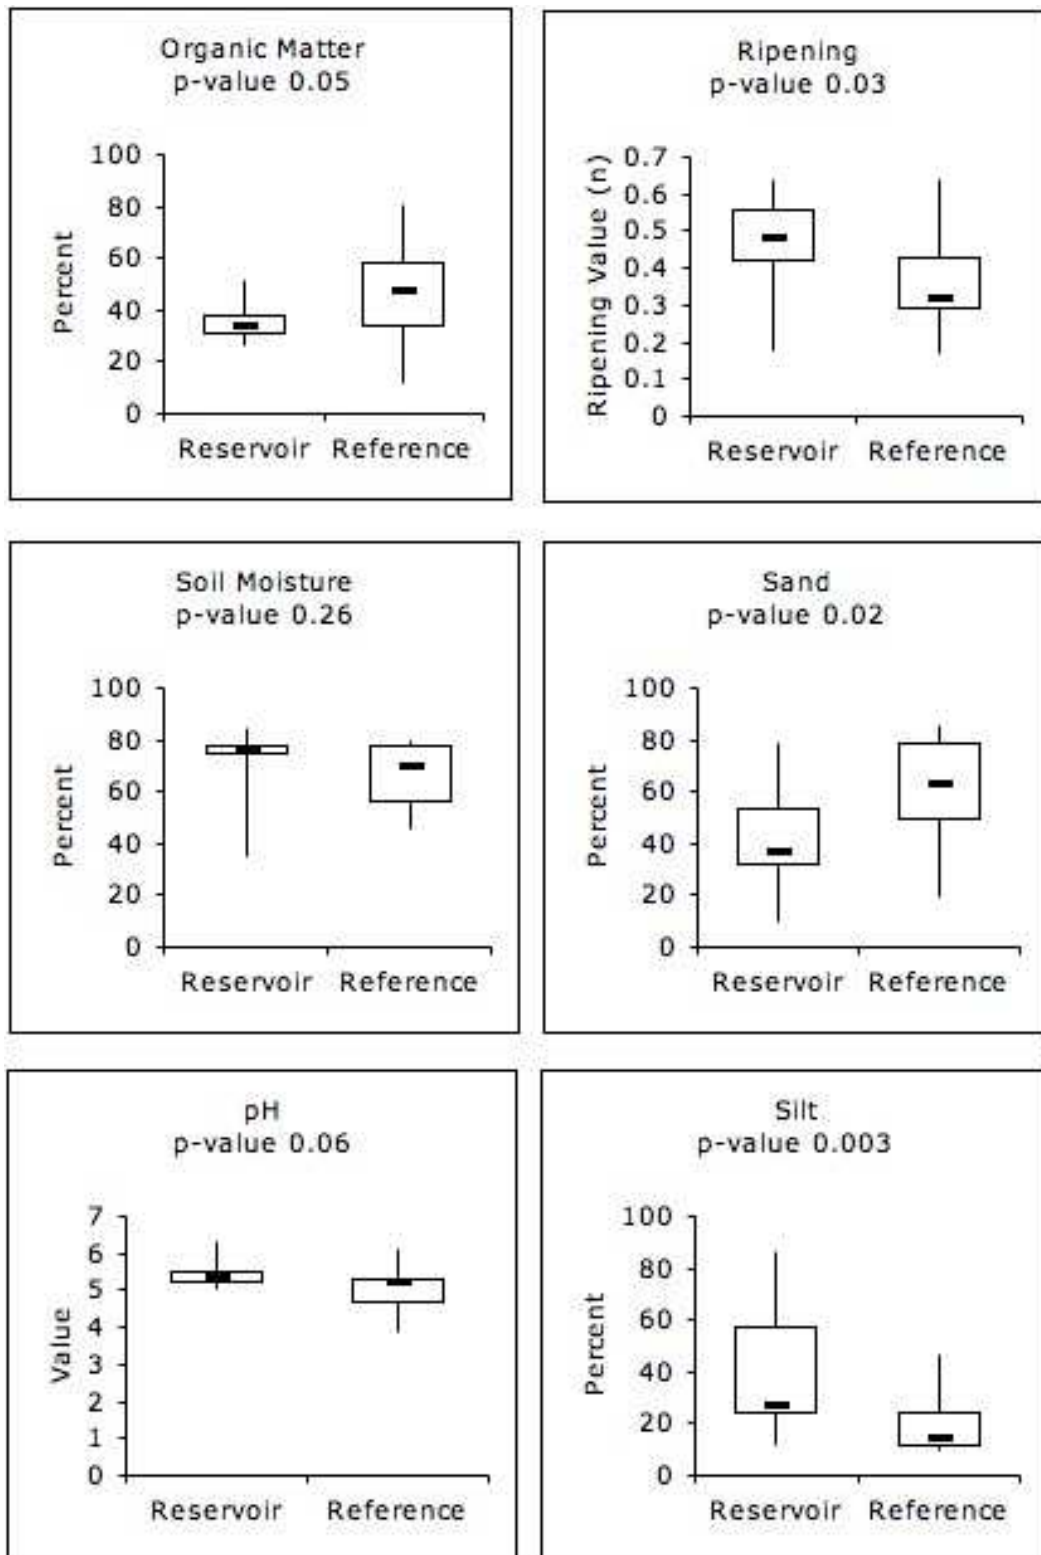 Organic Matter
p-value 0.05
Percent
100
80
60
40
20
0
Reservoir Reference
Ripening
p-value 0.03
Ripening Value (n)
0.7
0.6
0.5
0.4
0.3
0.2
0.1
0
Reservoir Reference
Soil Moisture
p-value 0.26
Percent
100
80
60
40
20
0
Reservoir Reference
Sand
p-value 0.02
Percent
100
80
60
40
20
0
Reservoir Reference
pH
p-value 0.06
Value
7
6
5
4
3
2
1
0
Reservoir Reference
Silt
p-value 0.003
Percent
100
80
60
40
20
0
Reservoir Reference